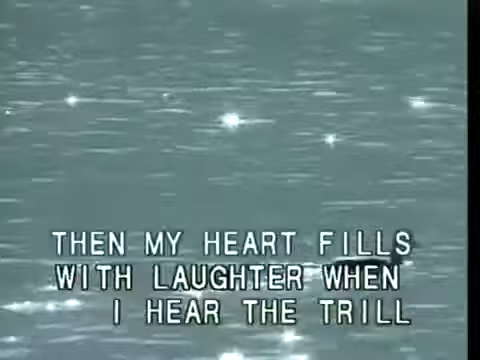 THEN MY HEART FILLS
WITH LAUGHTER WHEN
I HEAR THE TRILL